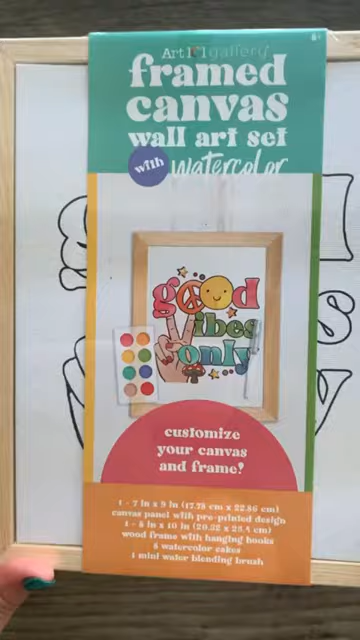 8+
Art 101 gallery
framed
canvas
wall art set
with watercolor
good
vibes
only
customize
your canvas
and frame!
1 - 7 in x 9 in (17.78 cm x 22.86 cm)
canvas panel with pre-printed design
1 - 8 in x 10 in (20.32 x 25.4 cm)
wood frame with hanging hooks
8 watercolor cakes
1 mini water blending brush